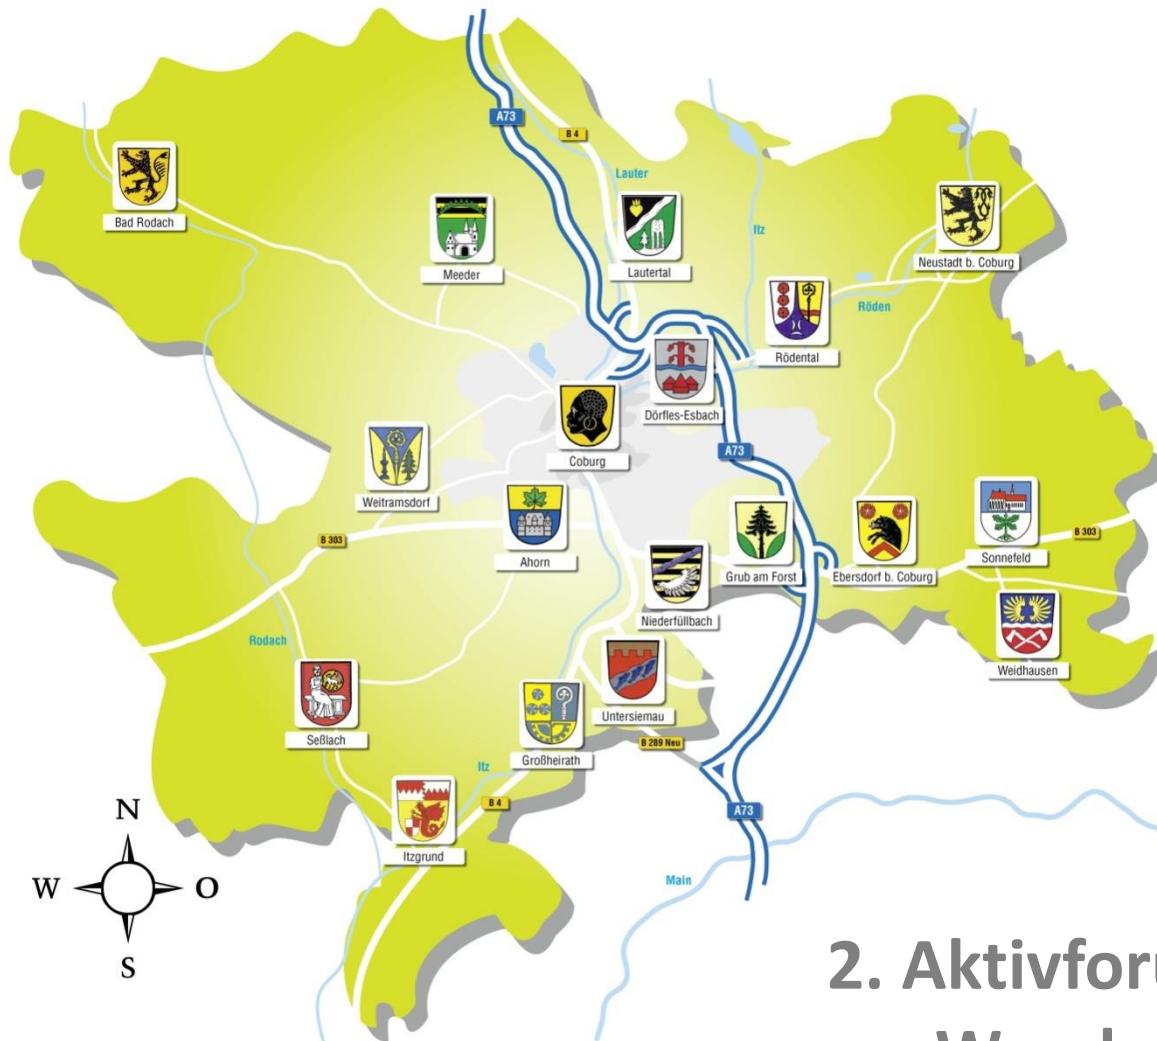 A73
B 4
Lauter
Itz
Bad Rodach
Meeder
Lautertal
Neustadt b. Coburg
Röden
Rödental
Dörfles-Esbach
Coburg
A73
Weitramsdorf
B 303
Ahorn
Grub am Forst
Ebersdorf b. Coburg
Sonnefeld
B 303
Niederfüllbach
Rodach
Weidhausen
Untersiemau
Seßlach
B 289 Neu
Großheirath
Itz
B 4
A73
Itzgrund
Main
N
W
O
S
2. Aktivforu